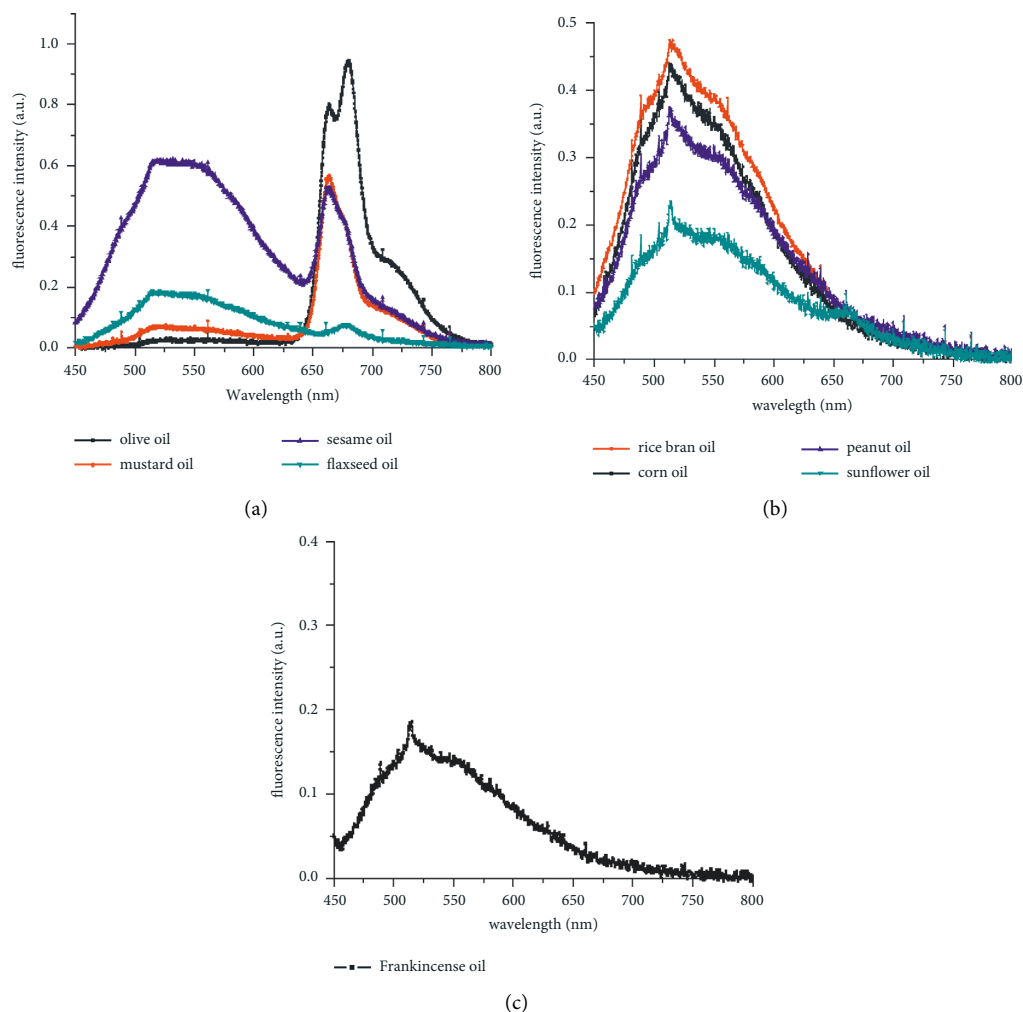 fluorescence intensity (a.u.)
1.0
0.8
0.6
0.4
0.2
0.0
450 500 550 600 650 700 750 800
Wavelength (nm)
olive oil
mustard oil
sesame oil
flaxseed oil
(a)
fluorescence intensity (a.u.)
0.5
0.4
0.3
0.2
0.1
0.0
450 500 550 600 650 700 750 800
wavelegth (nm)
rice bran oil
corn oil
peanut oil
sunflower oil
(b)
fluorescence intensity (a.u.)
0.4
0.3
0.2
0.1
0.0
450 500 550 600 650 700 750 800
wavelength (nm)
Frankincense oil
(c)